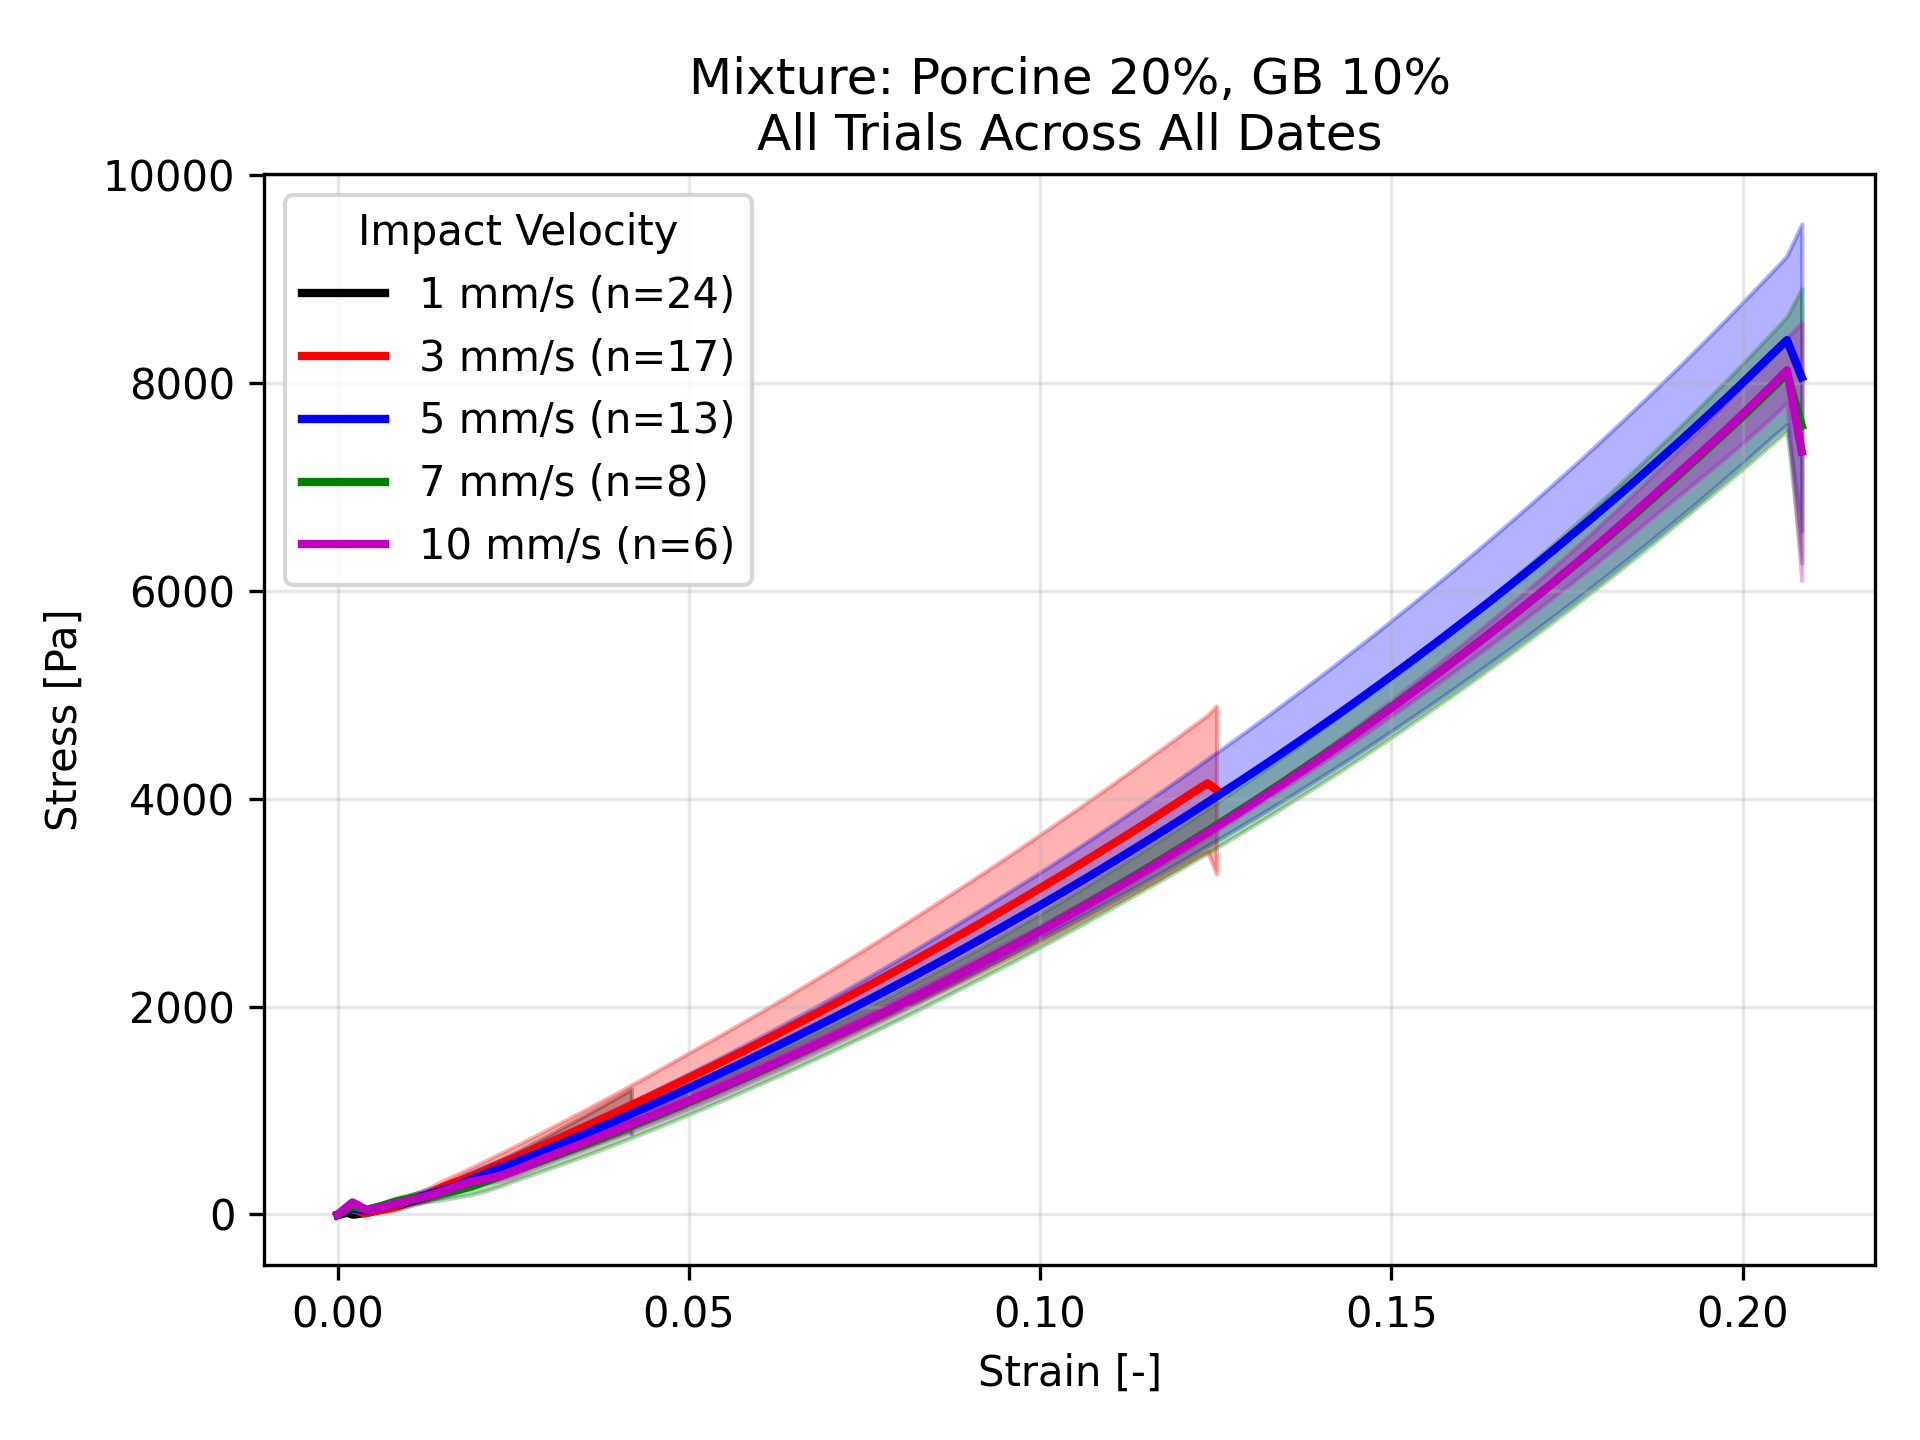 Mixture: Porcine 20%, GB 10%
All Trials Across All Dates
10000
8000
6000
4000
2000
0
Stress [Pa]
Impact Velocity
1 mm/s (n=24)
3 mm/s (n=17)
5 mm/s (n=13)
7 mm/s (n=8)
10 mm/s (n=6)
0.00 0.05 0.10 0.15 0.20
Strain [-]